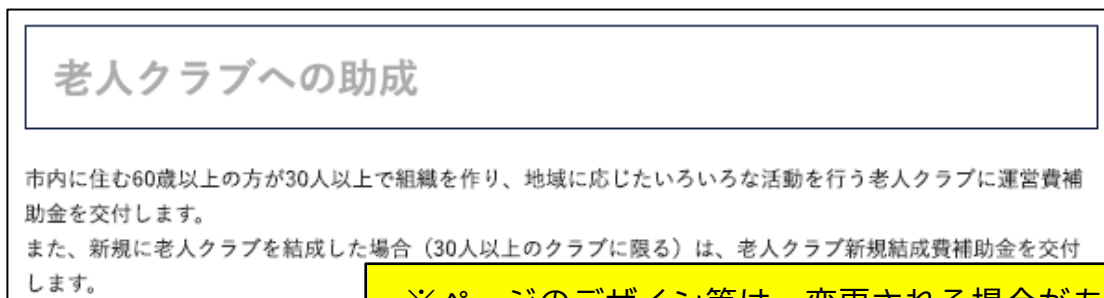 老人クラブへの助成
市内に住む60歳以上の方が30人以上で組織を作り、地域に応じたいろいろな活動を行う老人クラブに運営費補
助金を交付します。
また、新規に老人クラブを結成した場合（30人以上のクラブに限る）は、老人クラブ新規結成費補助金を交付
します。
※ページのデザイン等は、変更される場合があ